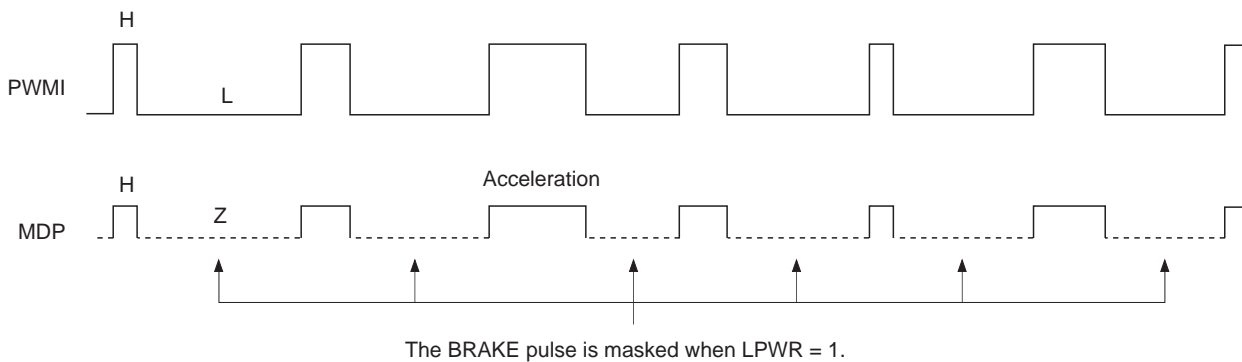 H
PWMI
L
Acceleration
H
Z
MDP
The BRAKE pulse is masked when LPWR = 1.